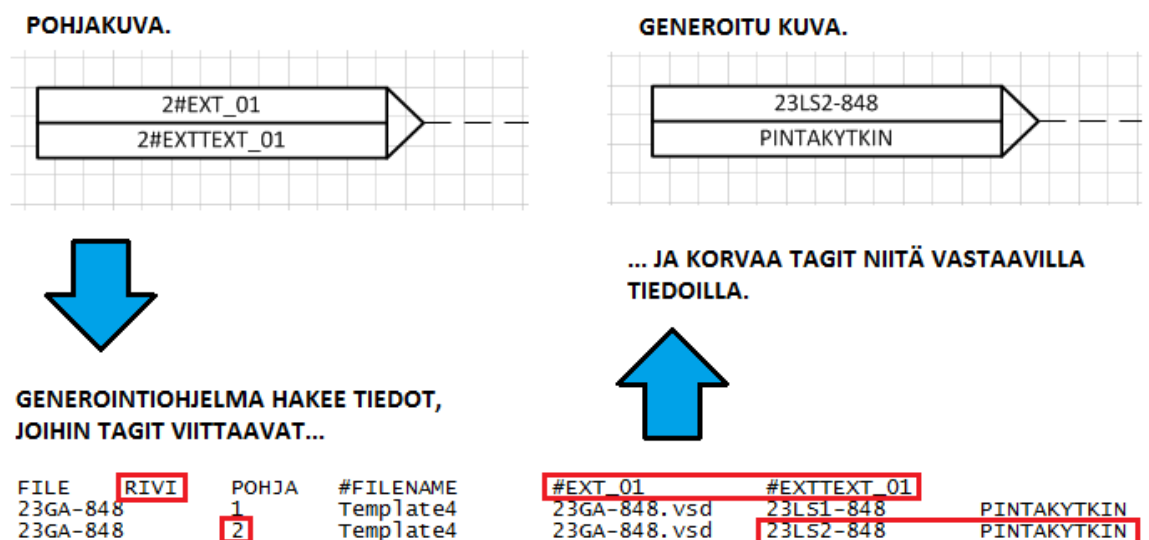 POHJAKUVA.
2#EXT_01
2#EXTTEXT_01
GENEROITU KUVA.
23LS2-848
PINTAKYTKIN
GENEROINTIOHJELMA HAKEE TIEDOT,
JOIHIN TAGIT VIITTAAVAT...
... JA KORVAA TAGIT NIITÄ VASTAAVILLA
TIEDOILLA.
FILE RIVI POHJA #FILENAME #EXT_01 #EXTTEXT_01
23GA-848 1 Template4 23GA-848.vsd 23LS1-848 PINTAKYTKIN
23GA-848 2 Template4 23GA-848.vsd 23LS2-848 PINTAKYTKIN